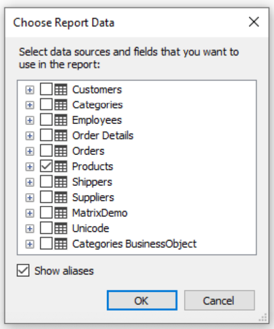 Choose Report Data
Select data sources and fields that you want to
use in the report:
Customers
Categories
Employees
Order Details
Orders
Products
Shippers
Suppliers
MatrixDemo
Unicode
Categories BusinessObject
Show aliases
OK Cancel